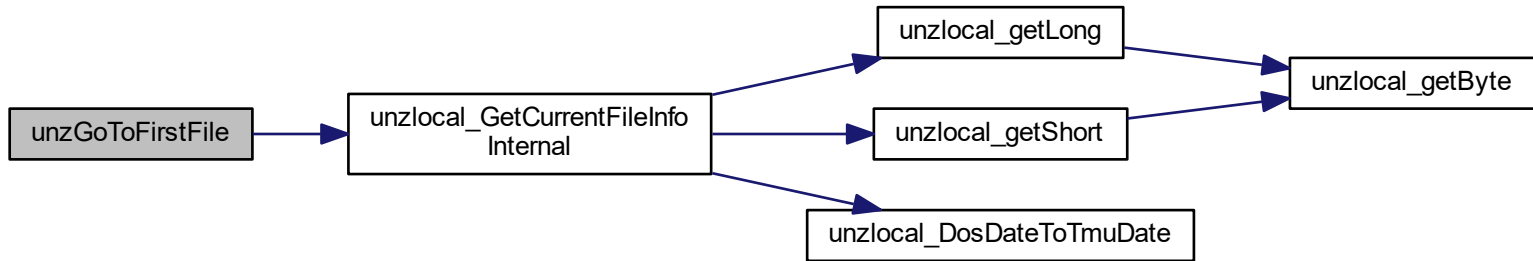 unzGoToFirstFile
unzlocal_GetCurrentFileInfo
Internal
unzlocal_getLong
unzlocal_getShort
unzlocal_DosDateToTmuDate
unzlocal_getByte